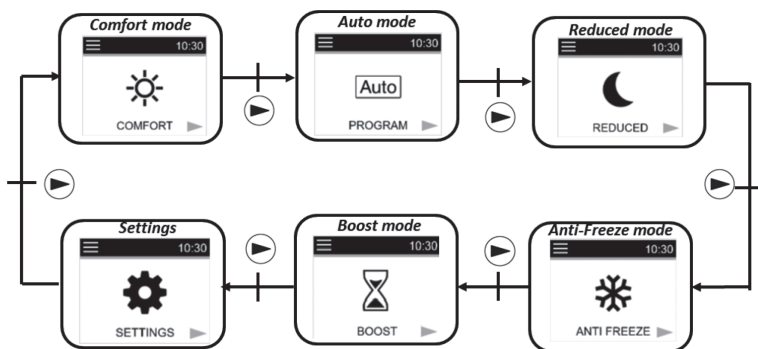 Comfort mode
10:30
COMFORT
Auto mode
10:30
Auto
PROGRAM
Reduced mode
10:30
REDUCED
Settings
10:30
SETTINGS
Boost mode
10:30
BOOST
Anti-Freeze mode
10:30
ANTI FREEZE